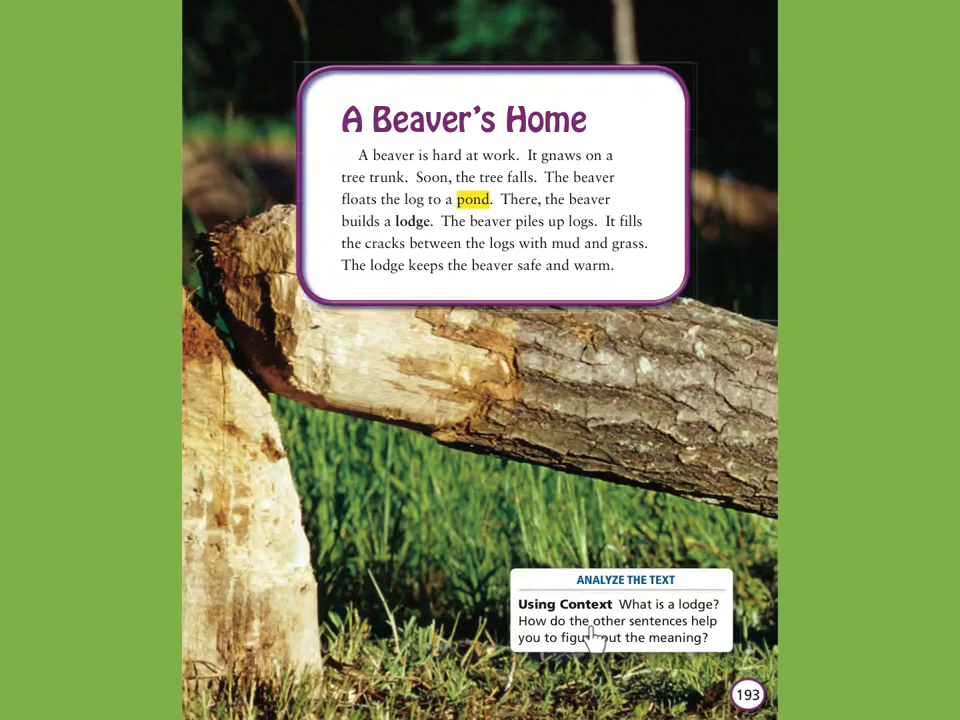 A Beaver's Home
A beaver is hard at work. It gnaws on a
tree trunk. Soon, the tree falls. The beaver
floats the log to a pond. There, the beaver
builds a lodge. The beaver piles up logs. It fills
the cracks between the logs with mud and grass.
The lodge keeps the beaver safe and warm.
ANALYZE THE TEXT
Using Context What is a lodge?
How do the other sentences help
you to figure out the meaning?
193